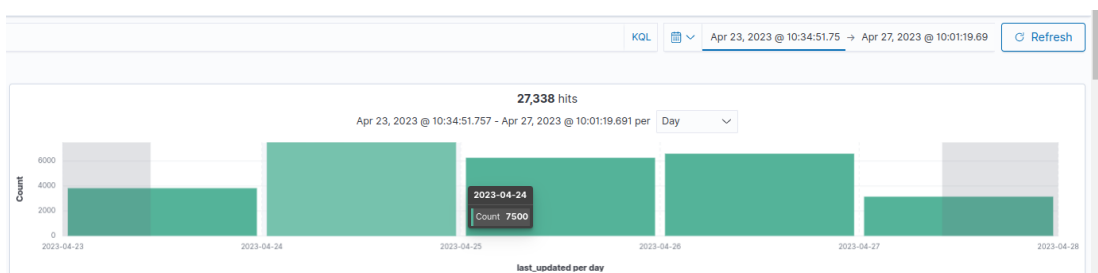 KQL Apr 23, 2023 @ 10:34:51.75 → Apr 27, 2023 @ 10:01:19.69 Refresh
27,338 hits
Apr 23, 2023 @ 10:34:51.757 - Apr 27, 2023 @ 10:01:19.691 per Day
Count
6000
4000
2000
0
2023-04-24
Count 7500
2023-04-23 2023-04-24 2023-04-25 2023-04-26 2023-04-27 2023-04-28
last_updated per day